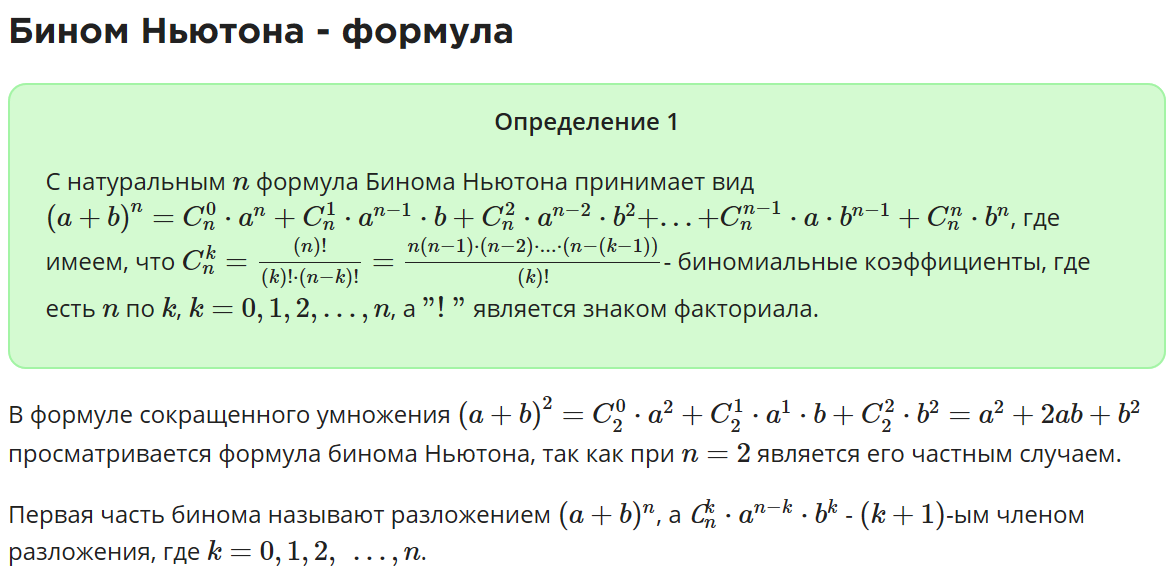 Бином Ньютона - формула
Определение 1
С натуральным n формула Бинома Ньютона принимает вид
(a + b)^n = C_n^0 · a^n + C_n^1 · a^{n−1} · b + C_n^2 · a^{n−2} · b^2+…+C_n^{n−1} · a · b^{n−1} + C_n^n · b^n, где
имеем, что C_n^k = \frac{(n)!}{(k)!·(n−k)!} = \frac{n(n−1)·(n−2)·…·(n−(k−1))}{(k)!}- биномиальные коэффициенты, где
есть n по k, k = 0, 1, 2, …, n, а ”! ” является знаком факториала.
В формуле сокращенного умножения (a + b)^2 = C_2^0 · a^2 + C_2^1 · a^1 · b + C_2^2 · b^2 = a^2 + 2ab + b^2
просматривается формула бинома Ньютона, так как при n = 2 является его частным случаем.
Первая часть бинома называют разложением (a + b)^n, а C_n^k · a^{n−k} · b^k - (k + 1)-ым членом
разложения, где k = 0, 1, 2, …, n.